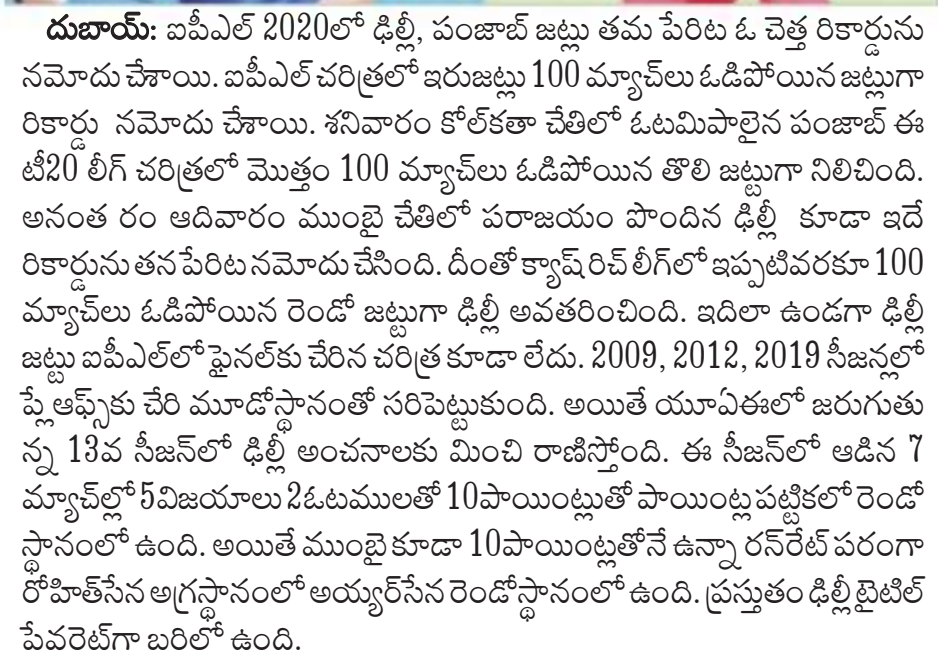 దుబాయ్: ఐపీఎల్ 2020లో ఢిల్లీ, పంజాబ్ జట్లు తమ పేరిట ఓ చెత్త రికార్డును
నమోదు చేశాయి. ఐపీఎల్ చరిత్రలో ఇరుజట్లు 100 మ్యాచ్‌లు ఓడిపోయిన జట్లుగా
రికార్డు నమోదు చేశాయి. శనివారం కోల్‌కతా చేతిలో ఓటమిపాలైన పంజాబ్ ఈ
టీ20 లీగ్ చరిత్రలో మొత్తం 100 మ్యాచ్‌లు ఓడిపోయిన తొలి జట్టుగా నిలిచింది.
అనంత రం ఆదివారం ముంబై చేతిలో పరాజయం పొందిన ఢిల్లీ కూడా ఇదే
రికార్డును తనపేరిట నమోదు చేసింది. దీంతో క్యాష్ రిచ్ లీగ్‌లో ఇప్పటివరకూ 100
మ్యాచ్‌లు ఓడిపోయిన రెండో జట్టుగా ఢిల్లీ అవతరించింది. ఇదిలా ఉండగా ఢిల్లీ
జట్టు ఐపీఎల్‌లో ఫైనల్‌కు చేరిన చరిత్ర కూడా లేదు. 2009, 2012, 2019 సీజన్లలో
ప్లే ఆఫ్స్‌కు చేరి మూడోస్థానంతో సరిపెట్టుకుంది. అయితే యూఏఈలో జరుగుతు
న్న 13వ సీజన్‌లో ఢిల్లీ అంచనాలకు మించి రాణిస్తోంది. ఈ సీజన్‌లో ఆడిన 7
మ్యాచ్‌ల్లో 5విజయాలు 2ఓటములతో 10పాయింట్లుతో పాయింట్ల పట్టికలో రెండో
స్థానంలో ఉంది. అయితే ముంబై కూడా 10పాయింట్లతోనే ఉన్నా రన్‌రేట్ పరంగా
రోహిత్‌సేన అగ్రస్థానంలో అయ్యర్‌సేన రెండోస్థానంలో ఉంది. ప్రస్తుతం ఢిల్లీ టైటిల్
ఫేవరెట్‌గా బరిలో ఉంది.